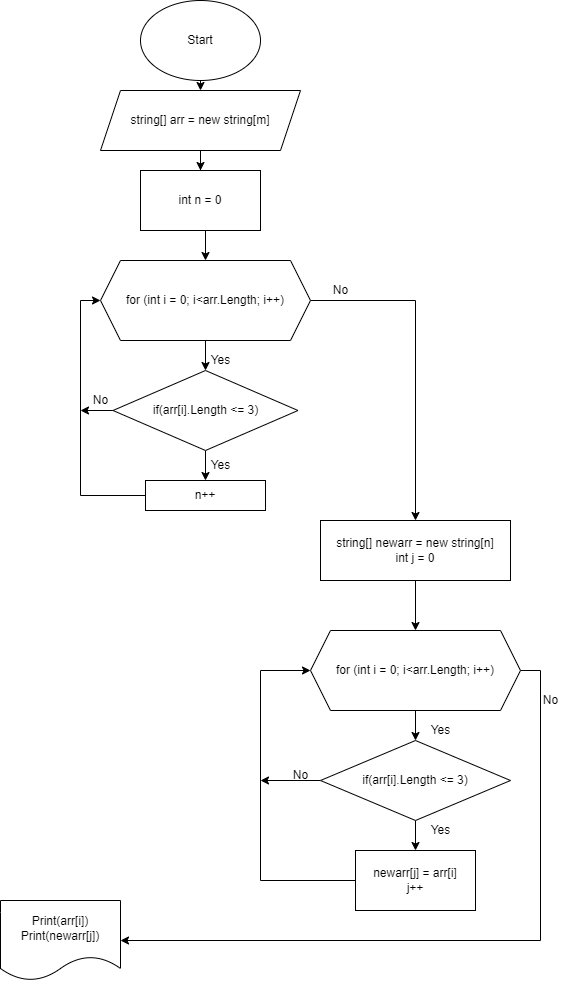 Start
string[] arr = new string[m]
int n = 0
for (int i = 0; i<arr.Length; i++)
No
Yes
if(arr[i].Length <= 3)
No
Yes
n++
string[] newarr = new string[n]
int j = 0
for (int i = 0; i<arr.Length; i++)
No
Yes
if(arr[i].Length <= 3)
No
Yes
newarr[j] = arr[i]
j++
Print(arr[i])
Print(newarr[j])